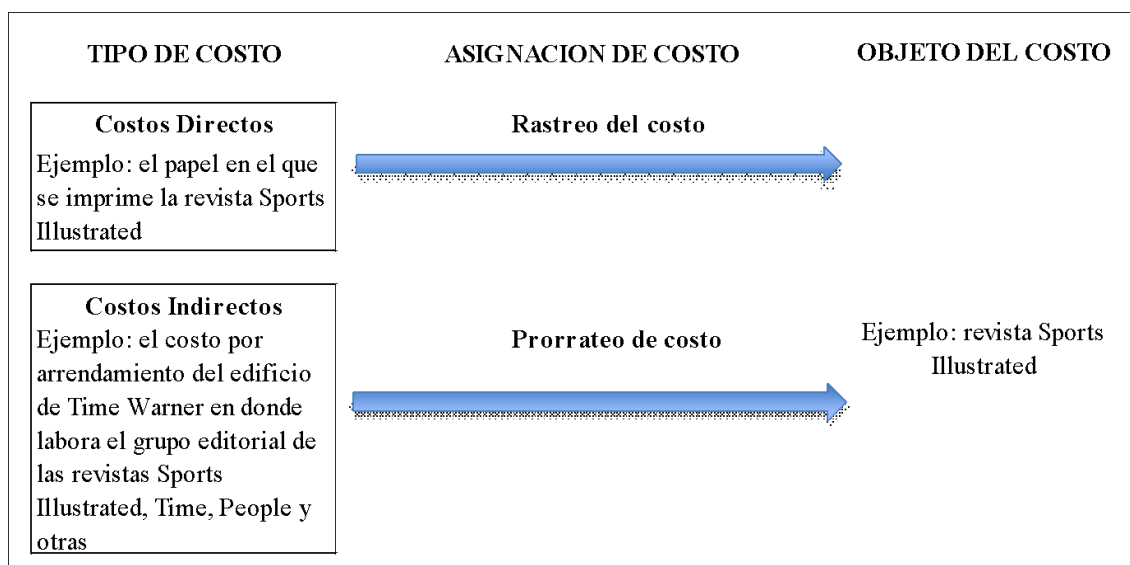 TIPO DE COSTO
ASIGNACION DE COSTO
OBJETO DEL COSTO
Costos Directos
Ejemplo: el papel en el que
se imprime la revista Sports
Illustrated
Rastreo del costo
Costos Indirectos
Ejemplo: el costo por
arrendamiento del edificio
de Time Warner en donde
labora el grupo editorial de
las revistas Sports
Illustrated, Time, People y
otras
Prorrateo de costo
Ejemplo: revista Sports
Illustrated